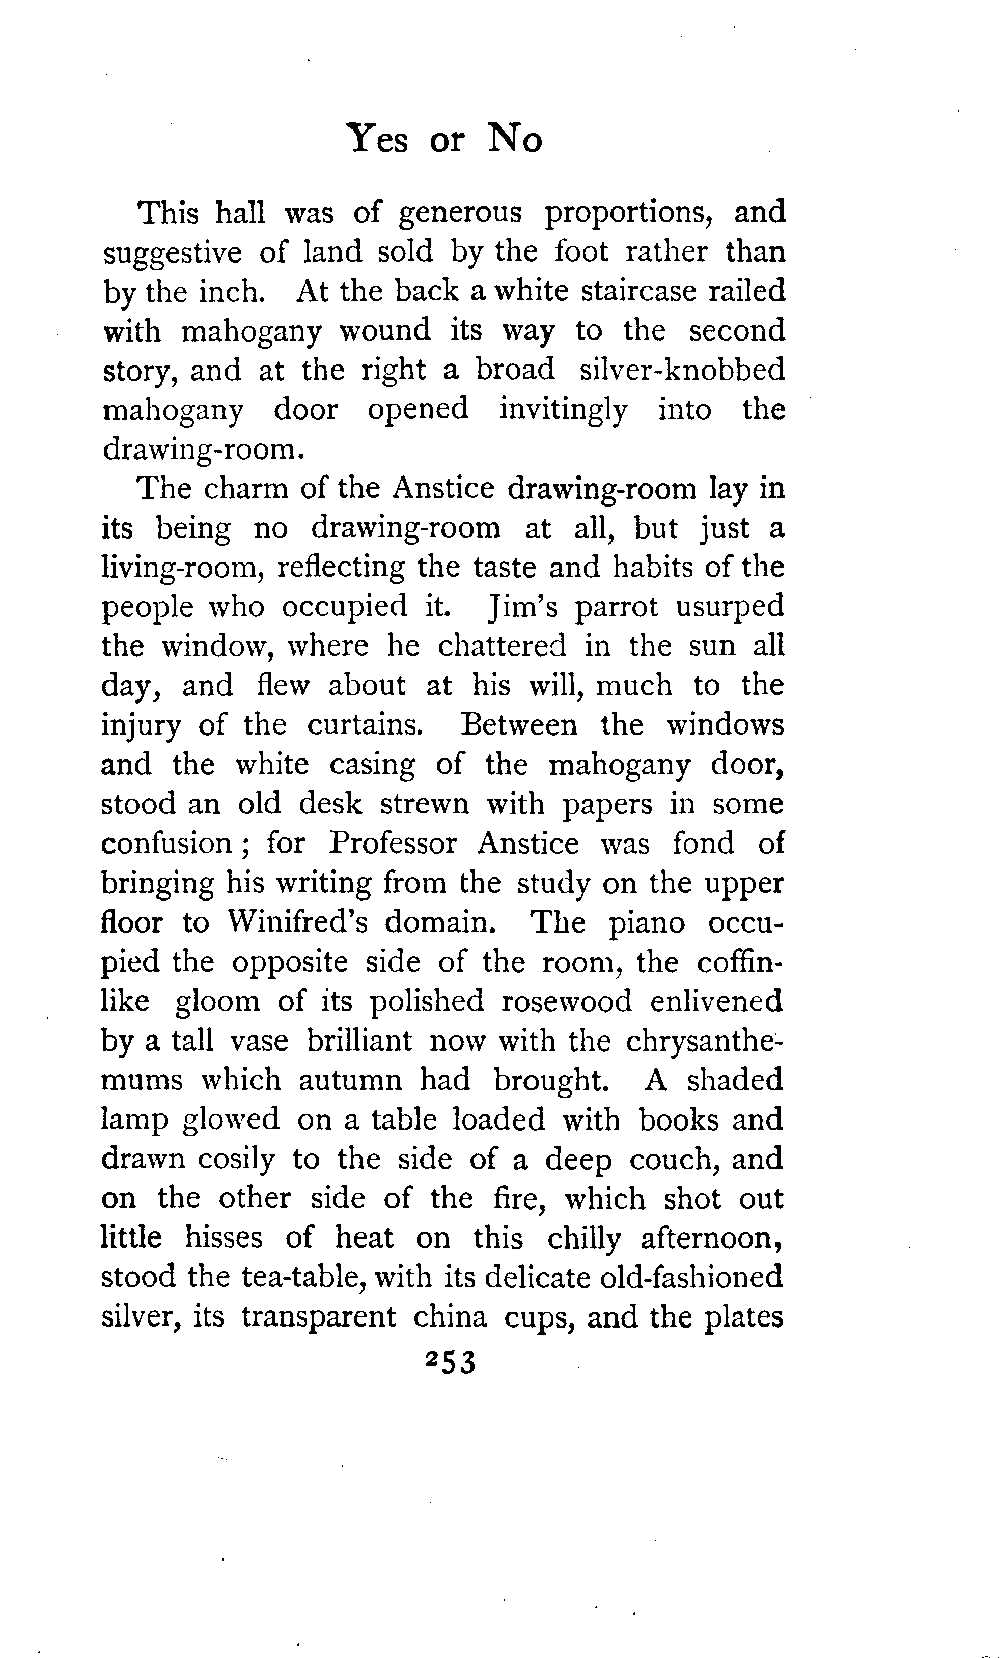 Yes or No
This hall was of generous proportions, and
suggestive of land sold by the foot rather than
by the inch. At the back a white staircase railed
with mahogany wound its way to the second
story, and at the right a broad silver-knobbed
mahogany door opened invitingly into the
drawing-room.
The charm of the Anstice drawing-room lay in
its being no drawing-room at all, but just a
living-room, reflecting the taste and habits of the
people who occupied it. Jim's parrot usurped
the window, where he chattered in the sun all
day, and flew about at his will, much to the
injury of the curtains. Between the windows
and the white casing of the mahogany door,
stood an old desk strewn with papers in some
confusion; for Professor Anstice was fond of
bringing his writing from the study on the upper
floor to Winifred's domain. The piano occu-
pied the opposite side of the room, the coffin-
like gloom of its polished rosewood enlivened
by a tall vase brilliant now with the chrysanthe-
mums which autumn had brought. A shaded
lamp glowed on a table loaded with books and
drawn cosily to the side of a deep couch, and
on the other side of the fire, which shot out
little hisses of heat on this chilly afternoon,
stood the tea-table, with its delicate old-fashioned
silver, its transparent china cups, and the plates
253